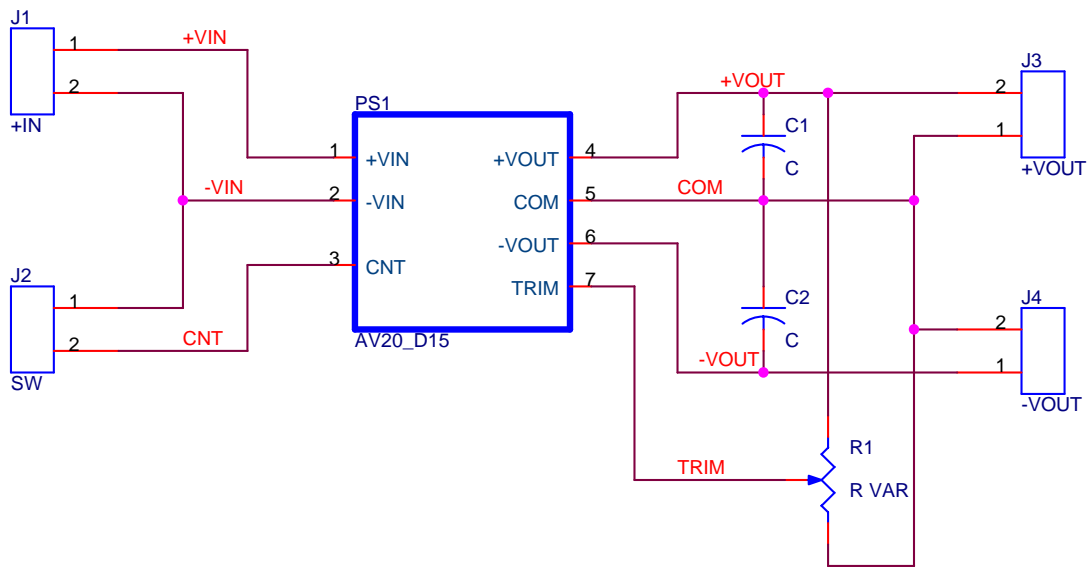 J1
1
2
+IN
+VIN
-VIN
J2
1
2
SW
CNT
PS1
1
+VIN
2
-VIN
3
CNT
+VOUT
4
COM
5
-VOUT
6
TRIM
7
AV20_D15
+VOUT
COM
-VOUT
TRIM
C1
C
C2
C
R1
R VAR
J3
2
1
+VOUT
J4
2
1
-VOUT